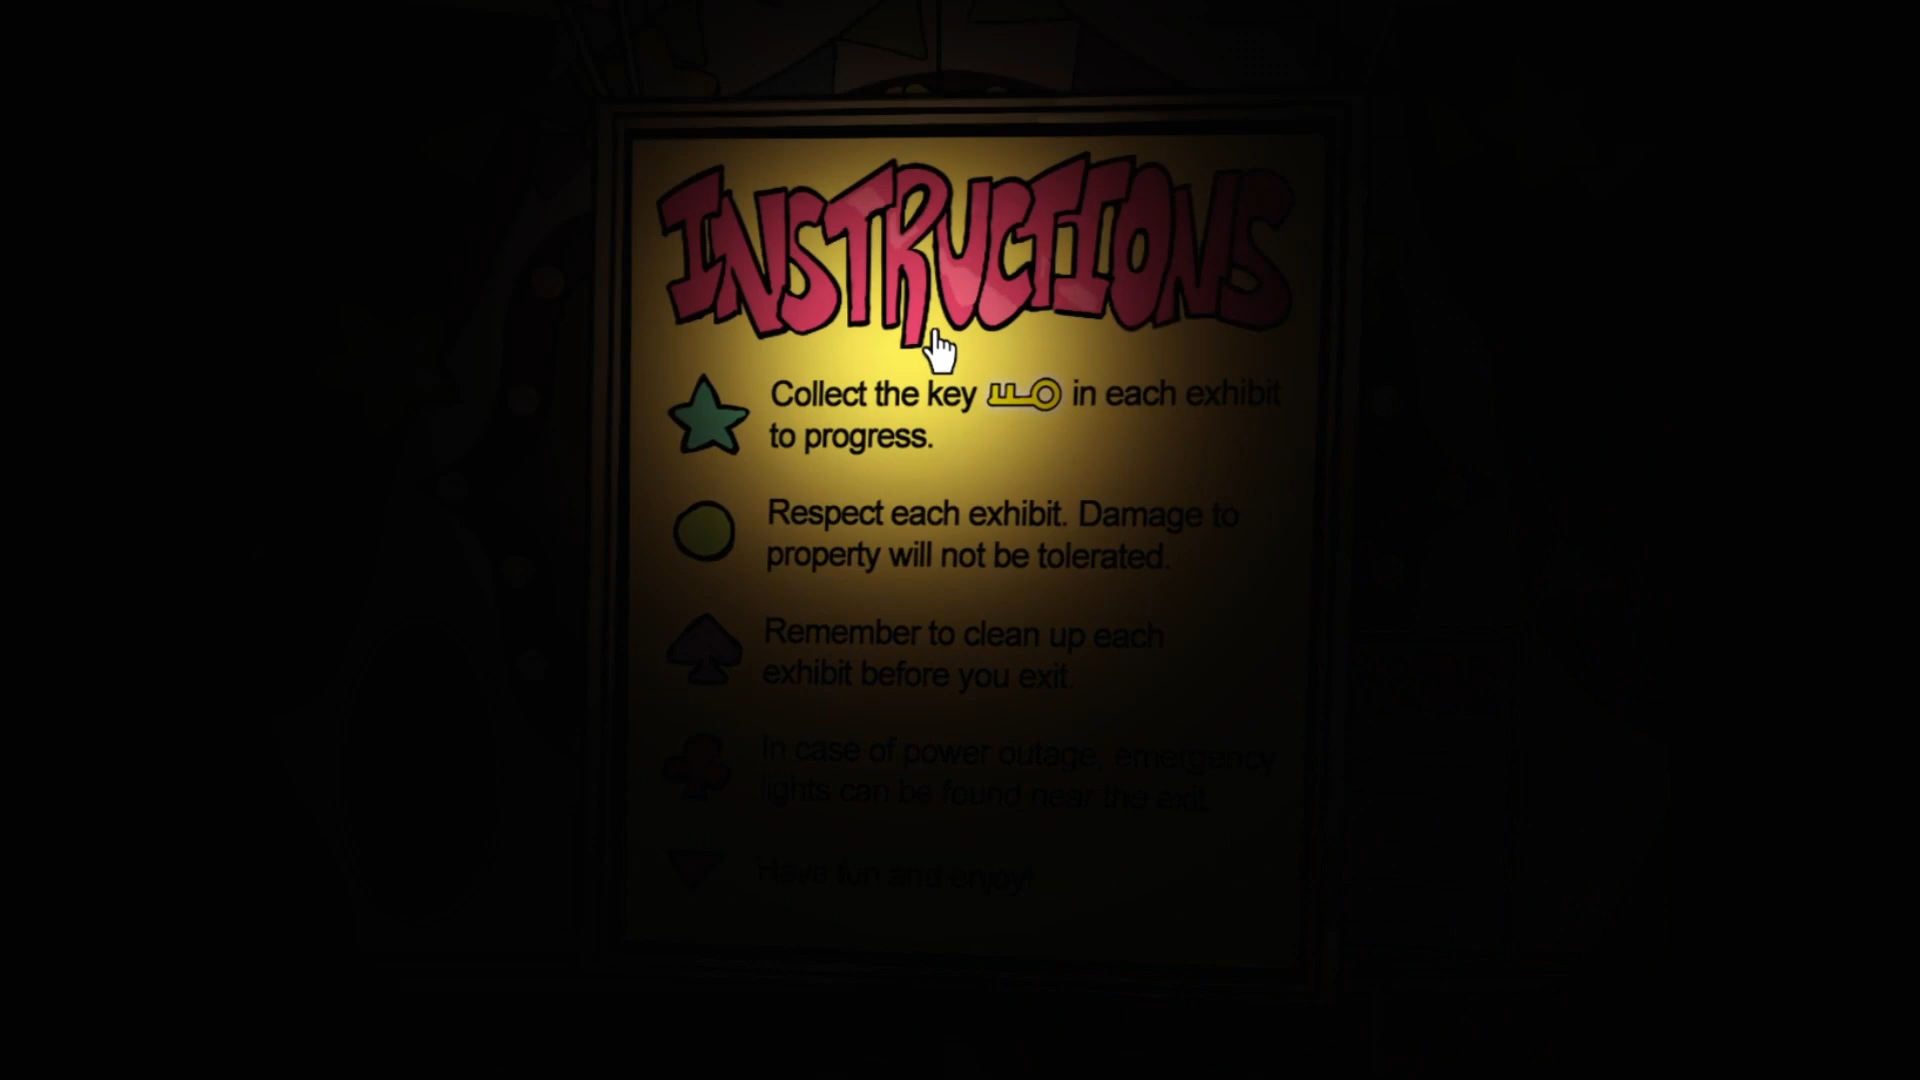 INSTRUCTIONS
Collect the key in each exhibit
to progress.
Respect each exhibit. Damage to
property will not be tolerated.
Remember to clean up each
exhibit before you exit.
In case of power outage, emergency
lights can be found near the exit.
Have fun and enjoy!